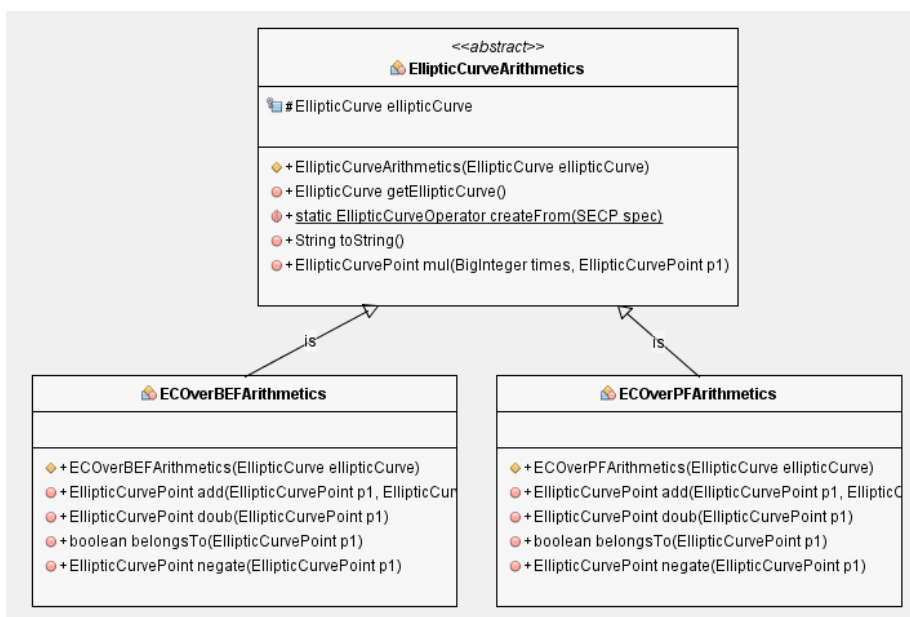 <<abstract>>
EllipticCurveArithmetics
#EllipticCurve ellipticCurve
+EllipticCurveArithmetics(EllipticCurve ellipticCurve)
+EllipticCurve getEllipticCurve()
+static EllipticCurveOperator createFrom(SECP spec)
+String toString()
+EllipticCurvePoint mul(BigInteger times, EllipticCurvePoint p1)
is
is
ECOverBEFArithmetics
+ECOverBEFArithmetics(EllipticCurve ellipticCurve)
+EllipticCurvePoint add(EllipticCurvePoint p1, EllipticCur
+EllipticCurvePoint doub(EllipticCurvePoint p1)
+boolean belongsTo(EllipticCurvePoint p1)
+EllipticCurvePoint negate(EllipticCurvePoint p1)
ECOverPFArithmetics
+ECOverPFArithmetics(EllipticCurve ellipticCurve)
+EllipticCurvePoint add(EllipticCurvePoint p1, EllipticC
+EllipticCurvePoint doub(EllipticCurvePoint p1)
+boolean belongsTo(EllipticCurvePoint p1)
+EllipticCurvePoint negate(EllipticCurvePoint p1)